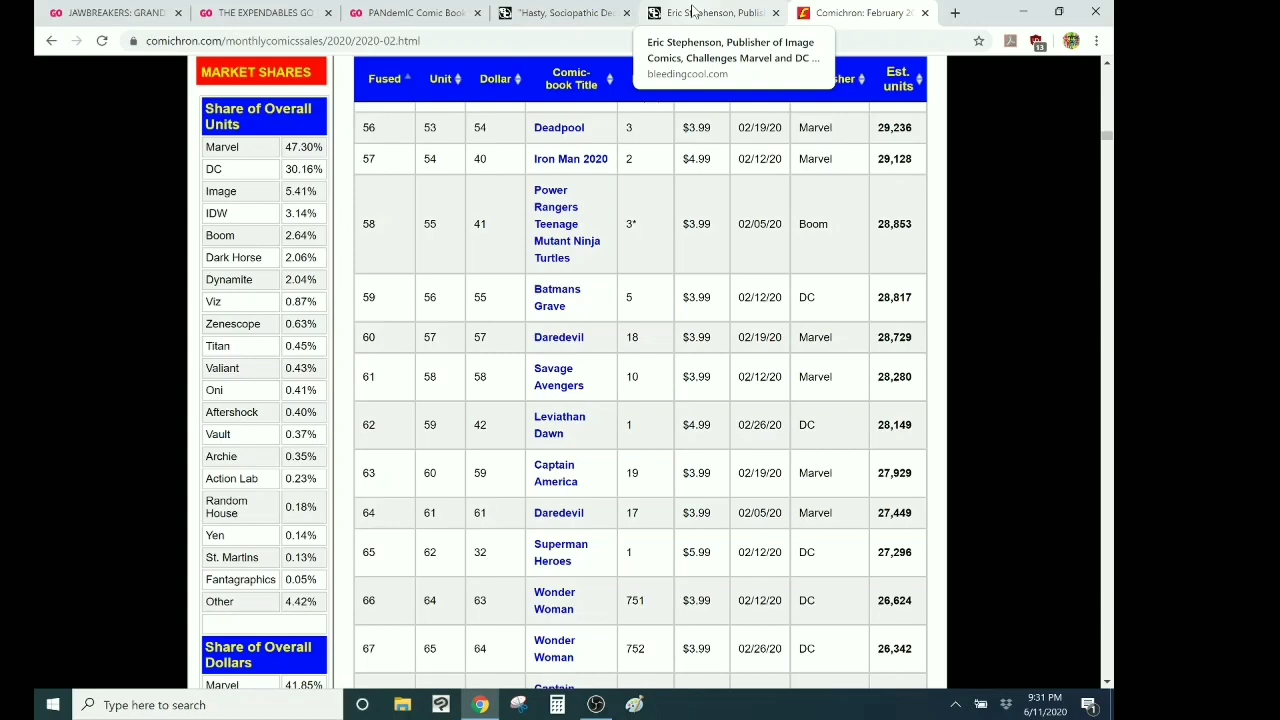 JAWBREAKERS: GRAND
THE EXPENDABLES GO
PANdemIC Comic Book
"Hasty, Sociopathic De
Eric Stephenson, Publis
Comichron: February 20
comichron.com/monthlycomicssales/2020/2020-02.html
13
Eric Stephenson, Publisher of Image
Comics, Challenges Marvel and DC ...
bleedingcool.com
MARKET SHARES
Share of Overall
Units
Marvel 47.30%
DC 30.16%
Image 5.41%
IDW 3.14%
Boom 2.64%
Dark Horse 2.06%
Dynamite 2.04%
Viz 0.87%
Zenescope 0.63%
Titan 0.45%
Valiant 0.43%
Oni 0.41%
Aftershock 0.40%
Vault 0.37%
Archie 0.35%
Action Lab 0.23%
Random
House 0.18%
Yen 0.14%
St. Martins 0.13%
Fantagraphics 0.05%
Other 4.42%
Share of Overall
Dollars
Marvel 41.85%
Fused Unit Dollar Comic-
book Title sher Est.
units
56 53 54 Deadpool 3 $3.99 02/19/20 Marvel 29,236
57 54 40 Iron Man 2020 2 $4.99 02/12/20 Marvel 29,128
58 55 41 Power
Rangers
Teenage
Mutant Ninja
Turtles 3* $3.99 02/05/20 Boom 28,853
59 56 55 Batmans
Grave 5 $3.99 02/12/20 DC 28,817
60 57 57 Daredevil 18 $3.99 02/19/20 Marvel 28,729
61 58 58 Savage
Avengers 10 $3.99 02/12/20 Marvel 28,280
62 59 42 Leviathan
Dawn 1 $4.99 02/26/20 DC 28,149
63 60 59 Captain
America 19 $3.99 02/19/20 Marvel 27,929
64 61 61 Daredevil 17 $3.99 02/05/20 Marvel 27,449
65 62 32 Superman
Heroes 1 $5.99 02/12/20 DC 27,296
66 64 63 Wonder
Woman 751 $3.99 02/12/20 DC 26,624
67 65 64 Wonder
Woman 752 $3.99 02/26/20 DC 26,342
Captain
Type here to search
9:31 PM
6/11/2020
1